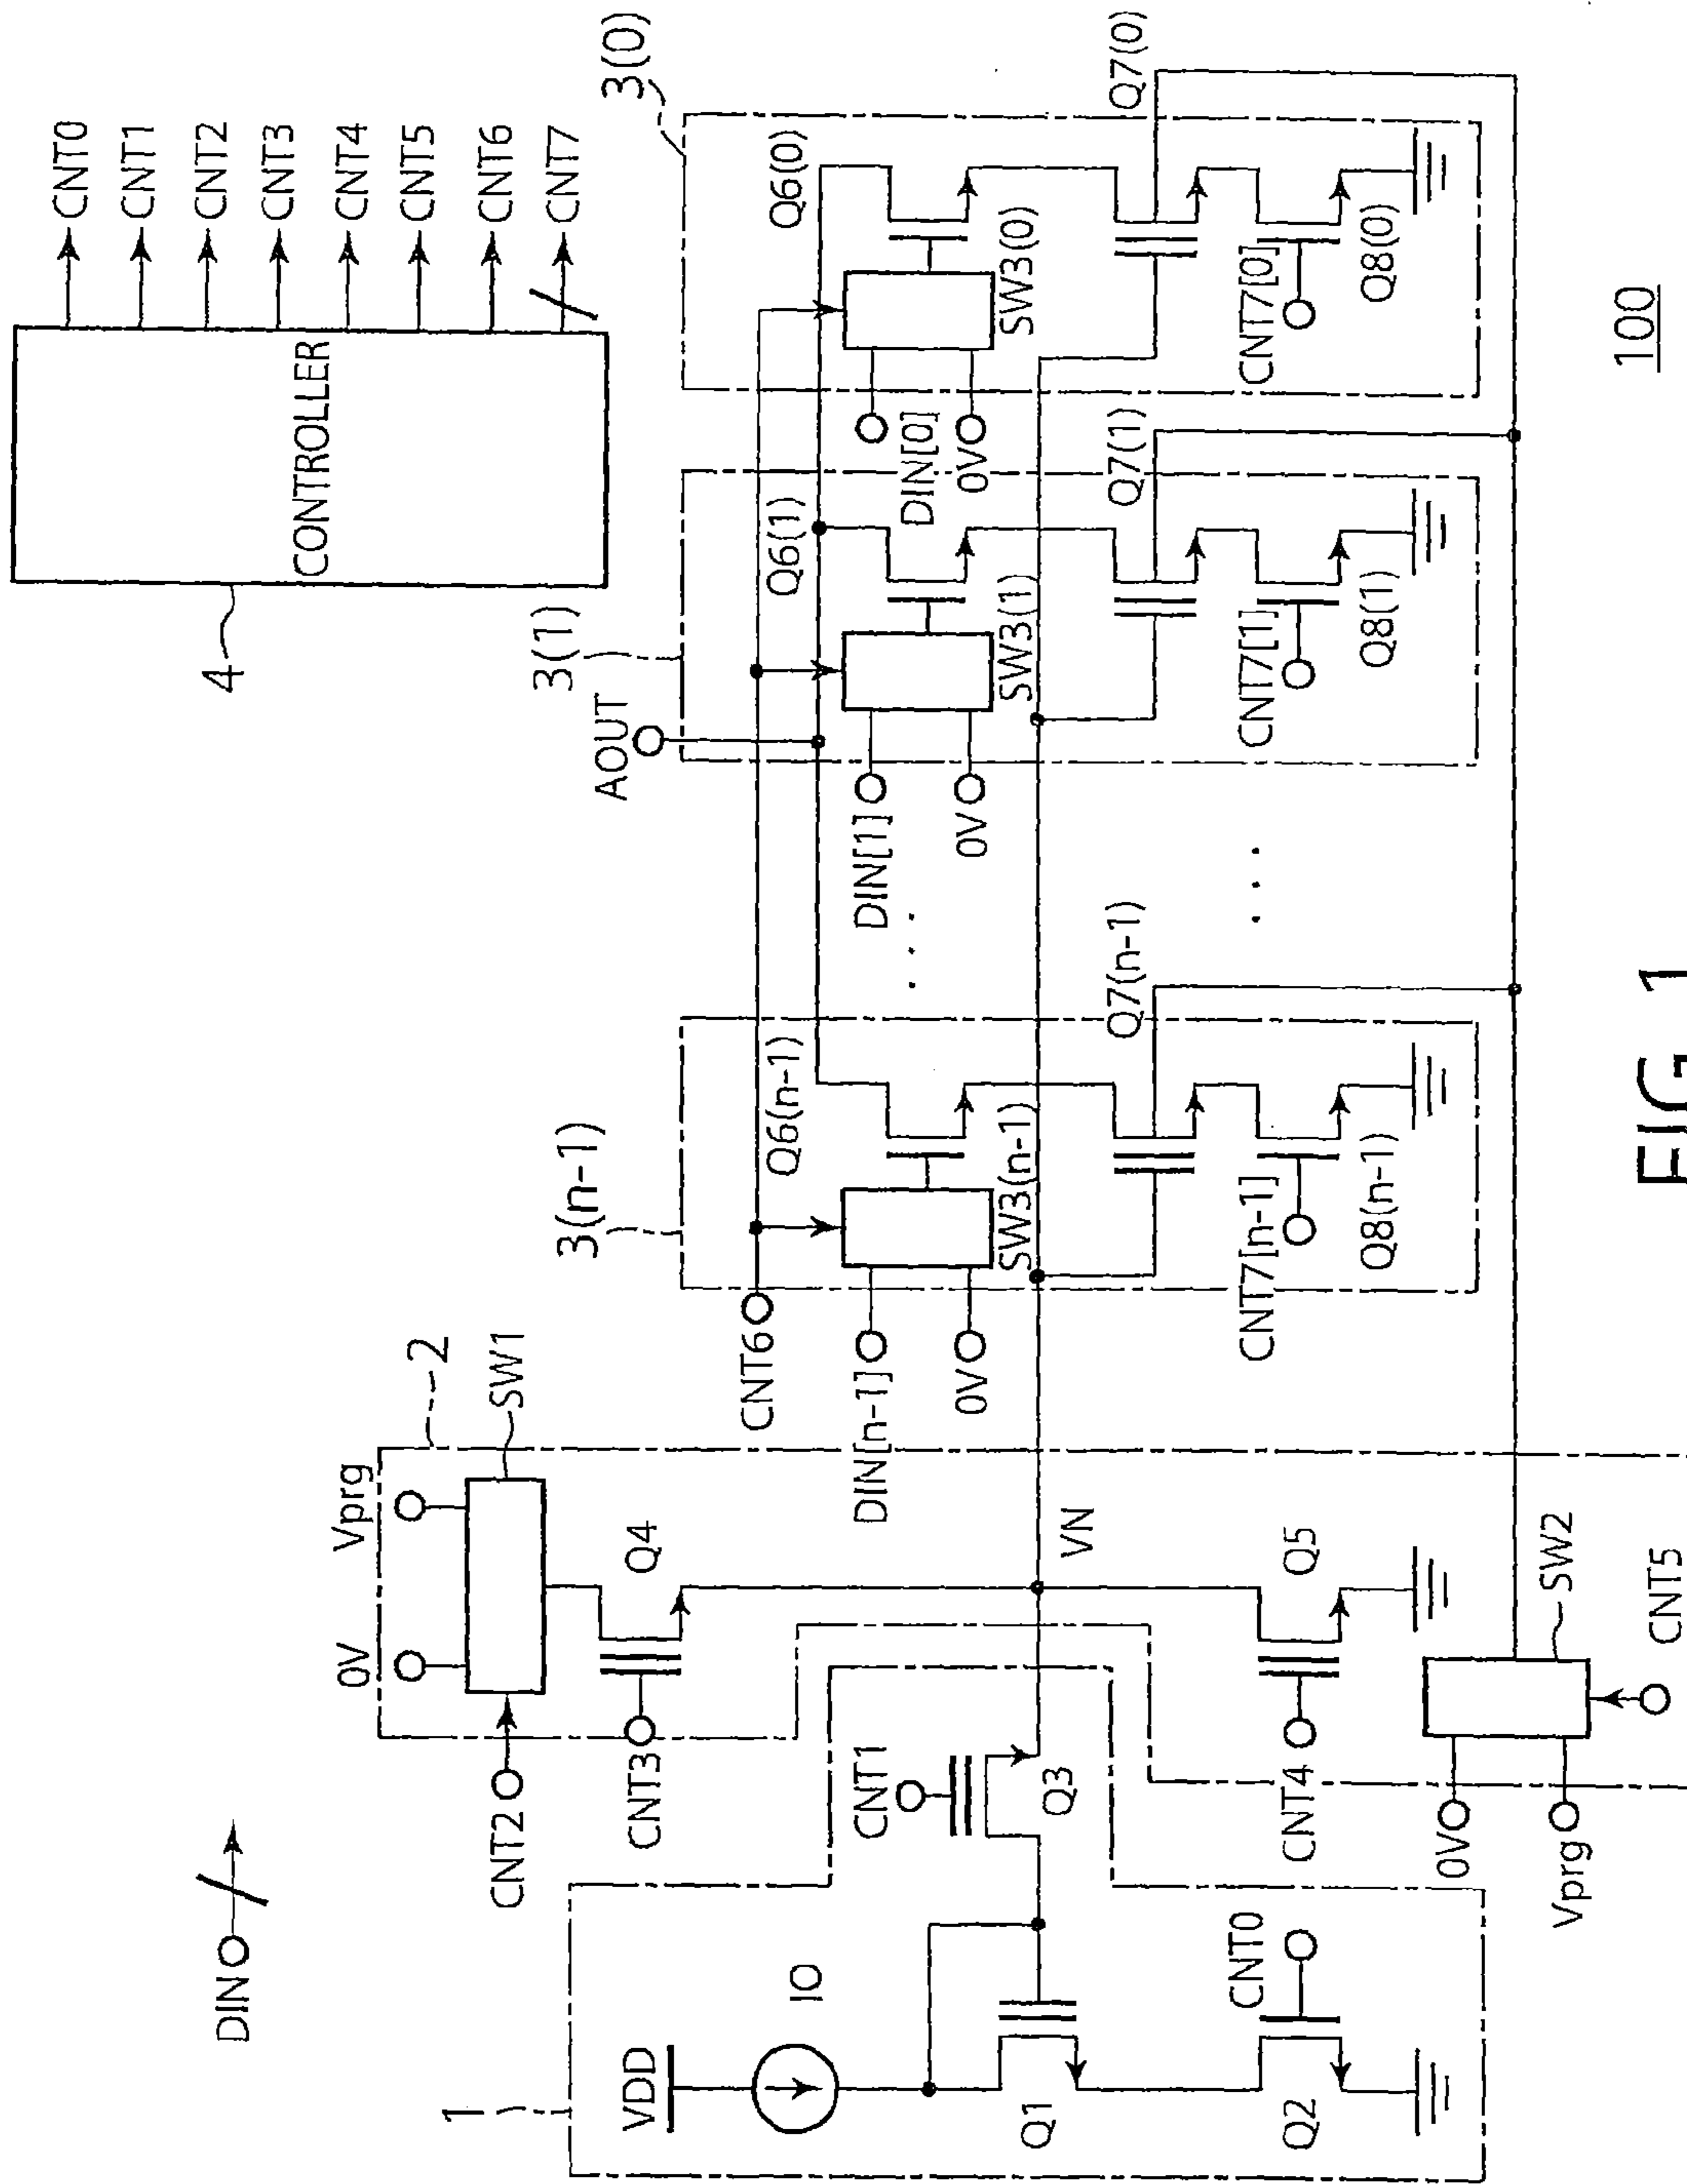 DIN
4
CONTROLLER
CNT0
CNT1
CNT2
CNT3
CNT4
CNT5
CNT6
CNT7
1
VDD
IO
Q1
Q2
CNT0
CNT1
Q3
2
0V
Vprg
SW1
CNT2
CNT3
Q4
VN
CNT4
Q5
0V
Vprg
SW2
CNT5
3(n-1)
CNT6
Q6(n-1)
DIN[n-1]
0V
SW3(n-1)
Q7(n-1)
CNT7[n-1]
Q8(n-1)
. . .
. . .
3(1)
AOUT
Q6(1)
DIN[1]
0V
SW3(1)
Q7(1)
CNT7[1]
Q8(1)
3(0)
Q6(0)
DIN[0]
0V
SW3(0)
Q7(0)
CNT7[0]
Q8(0)
100
FIG. 1